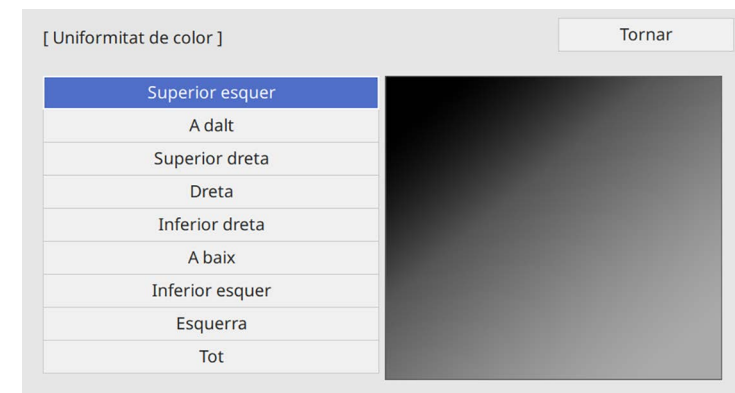 [ Uniformitat de color ]
Tornar
Superior esquer
A dalt
Superior dreta
Dreta
Inferior dreta
A baix
Inferior esquer
Esquerra
Tot